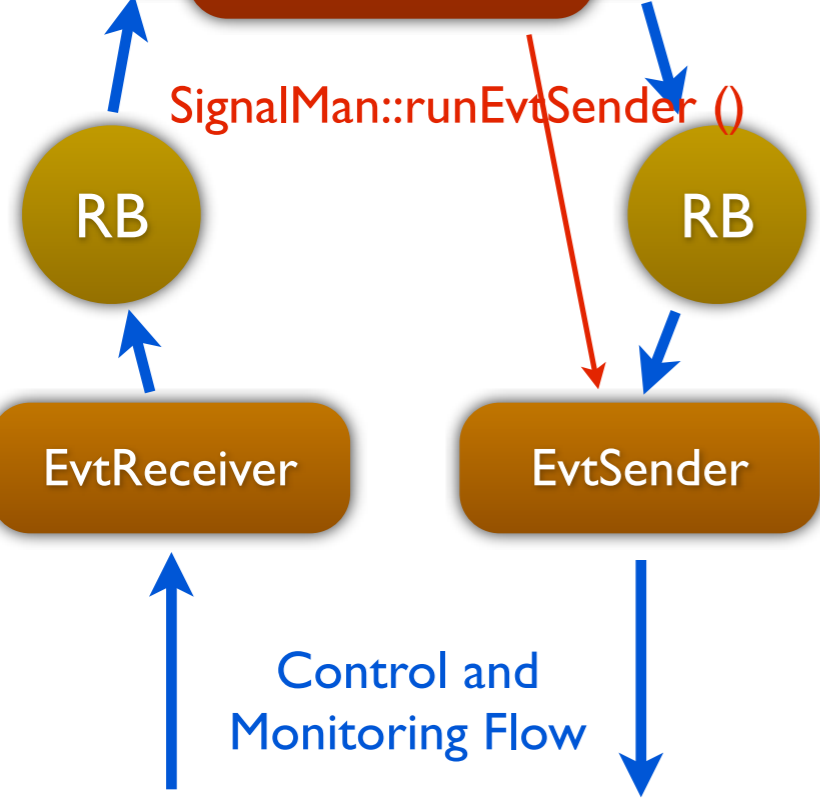 SignalMan::runEvtSender ()
RB
RB
EvtReceiver
EvtSender
Control and
Monitoring Flow